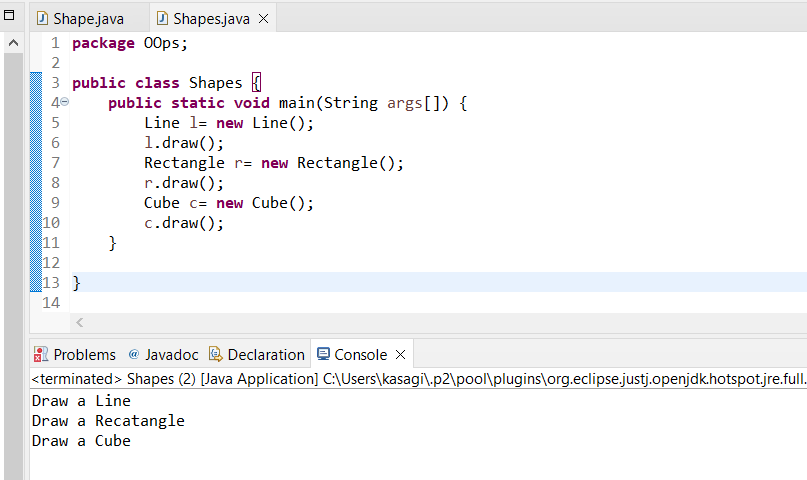 Shape.java Shapes.java
1 package OOps;
2
3 public class Shapes {
4 public static void main(String args[]) {
5 Line l= new Line();
6 l.draw();
7 Rectangle r= new Rectangle();
8 r.draw();
9 Cube c= new Cube();
10 c.draw();
11 }
12
13 }
14
Problems @ Javadoc Declaration Console
<terminated> Shapes (2) [Java Application] C:\Users\kasagi\.p2\pool\plugins\org.eclipse.justj.openjdk.hotspot.jre.full.
Draw a Line
Draw a Recatangle
Draw a Cube